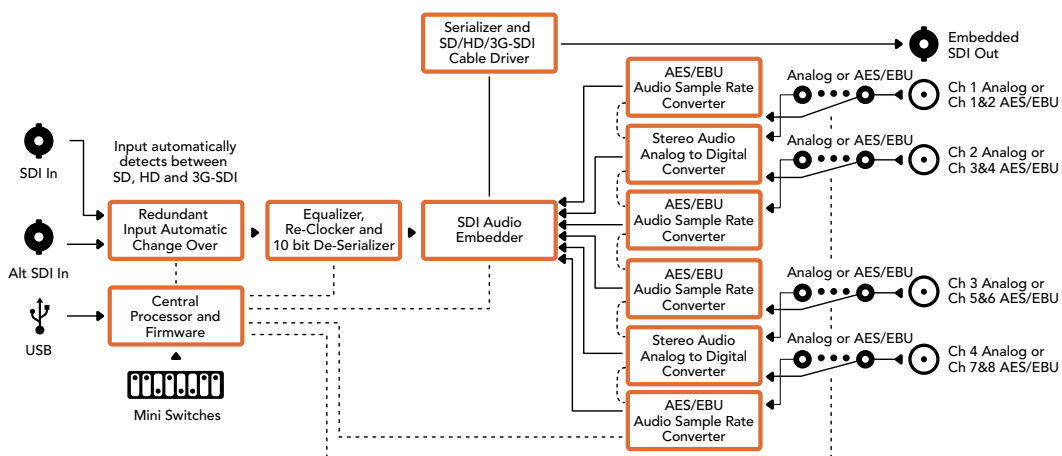 Serializer and
SD/HD/3G-SDI
Cable Driver
Embedded
SDI Out
AES/EBU
Audio Sample Rate
Converter
Analog or AES/EBU
Ch 1 Analog or
Ch 1&2 AES/EBU
SDI In
Input automatically
detects between
SD, HD and 3G-SDI
Stereo Audio
Analog to Digital
Converter
Analog or AES/EBU
Ch 2 Analog or
Ch 3&4 AES/EBU
Alt SDI In
Redundant
Input Automatic
Change Over
Equalizer,
Re-Clocker and
10 bit De-Serializer
SDI Audio
Embedder
AES/EBU
Audio Sample Rate
Converter
USB
Central
Processor and
Firmware
AES/EBU
Audio Sample Rate
Converter
Analog or AES/EBU
Ch 3 Analog or
Ch 5&6 AES/EBU
Stereo Audio
Analog to Digital
Converter
Analog or AES/EBU
Ch 4 Analog or
Ch 7&8 AES/EBU
Mini Switches
AES/EBU
Audio Sample Rate
Converter